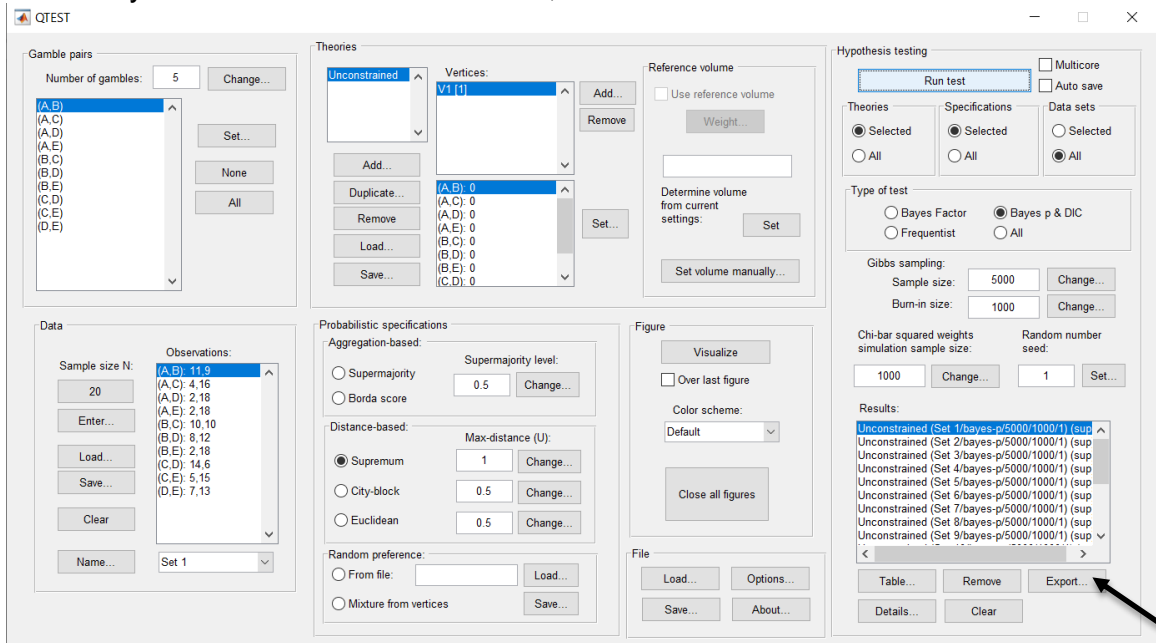 QTEST
Gamble pairs
Number of gambles: 5 Change...
(A,B)
(A,C)
(A,D)
(A,E)
(B,C)
(B,D)
(B,E)
(C,D)
(C,E)
(D,E)
Set...
None
All
Theories
Unconstrained
Add...
Duplicate...
Remove
Load...
Save...
Vertices:
V1 [1]
Add...
Remove
(A,B): 0
(A,C): 0
(A,D): 0
(A,E): 0
(B,C): 0
(B,D): 0
(B,E): 0
(C,D): 0
Set...
Reference volume
Use reference volume
Weight...
Determine volume
from current
settings:
Set
Set volume manually...
Hypothesis testing
Run test
Multicore
Auto save
Theories
Selected
All
Specifications
Selected
All
Data sets
Selected
All
Type of test
Bayes Factor Bayes p & DIC
Frequentist All
Gibbs sampling:
Sample size: 5000 Change...
Burn-in size: 1000 Change...
Chi-bar squared weights
simulation sample size:
1000 Change...
Random number
seed:
1 Set...
Results:
Unconstrained (Set 1/bayes-p/5000/1000/1) (sup
Unconstrained (Set 2/bayes-p/5000/1000/1) (sup
Unconstrained (Set 3/bayes-p/5000/1000/1) (sup
Unconstrained (Set 4/bayes-p/5000/1000/1) (sup
Unconstrained (Set 5/bayes-p/5000/1000/1) (sup
Unconstrained (Set 6/bayes-p/5000/1000/1) (sup
Unconstrained (Set 7/bayes-p/5000/1000/1) (sup
Unconstrained (Set 8/bayes-p/5000/1000/1) (sup
Unconstrained (Set 9/bayes-p/5000/1000/1) (sup
Table... Remove Export...
Details... Clear
Data
Sample size N:
20
Enter...
Load...
Save...
Clear
Name...
Observations:
(A,B): 11,9
(A,C): 4,16
(A,D): 2,18
(A,E): 2,18
(B,C): 10,10
(B,D): 8,12
(B,E): 2,18
(C,D): 14,6
(C,E): 5,15
(D,E): 7,13
Set 1
Probabilistic specifications
Aggregation-based:
Supermajority
Borda score
Supermajority level:
0.5 Change...
Distance-based:
Max-distance (U):
Supremum 1 Change...
City-block 0.5 Change...
Euclidean 0.5 Change...
Random preference:
From file: Load...
Mixture from vertices Save...
Figure
Visualize
Over last figure
Color scheme:
Default
Close all figures
File
Load... Options...
Save... About...